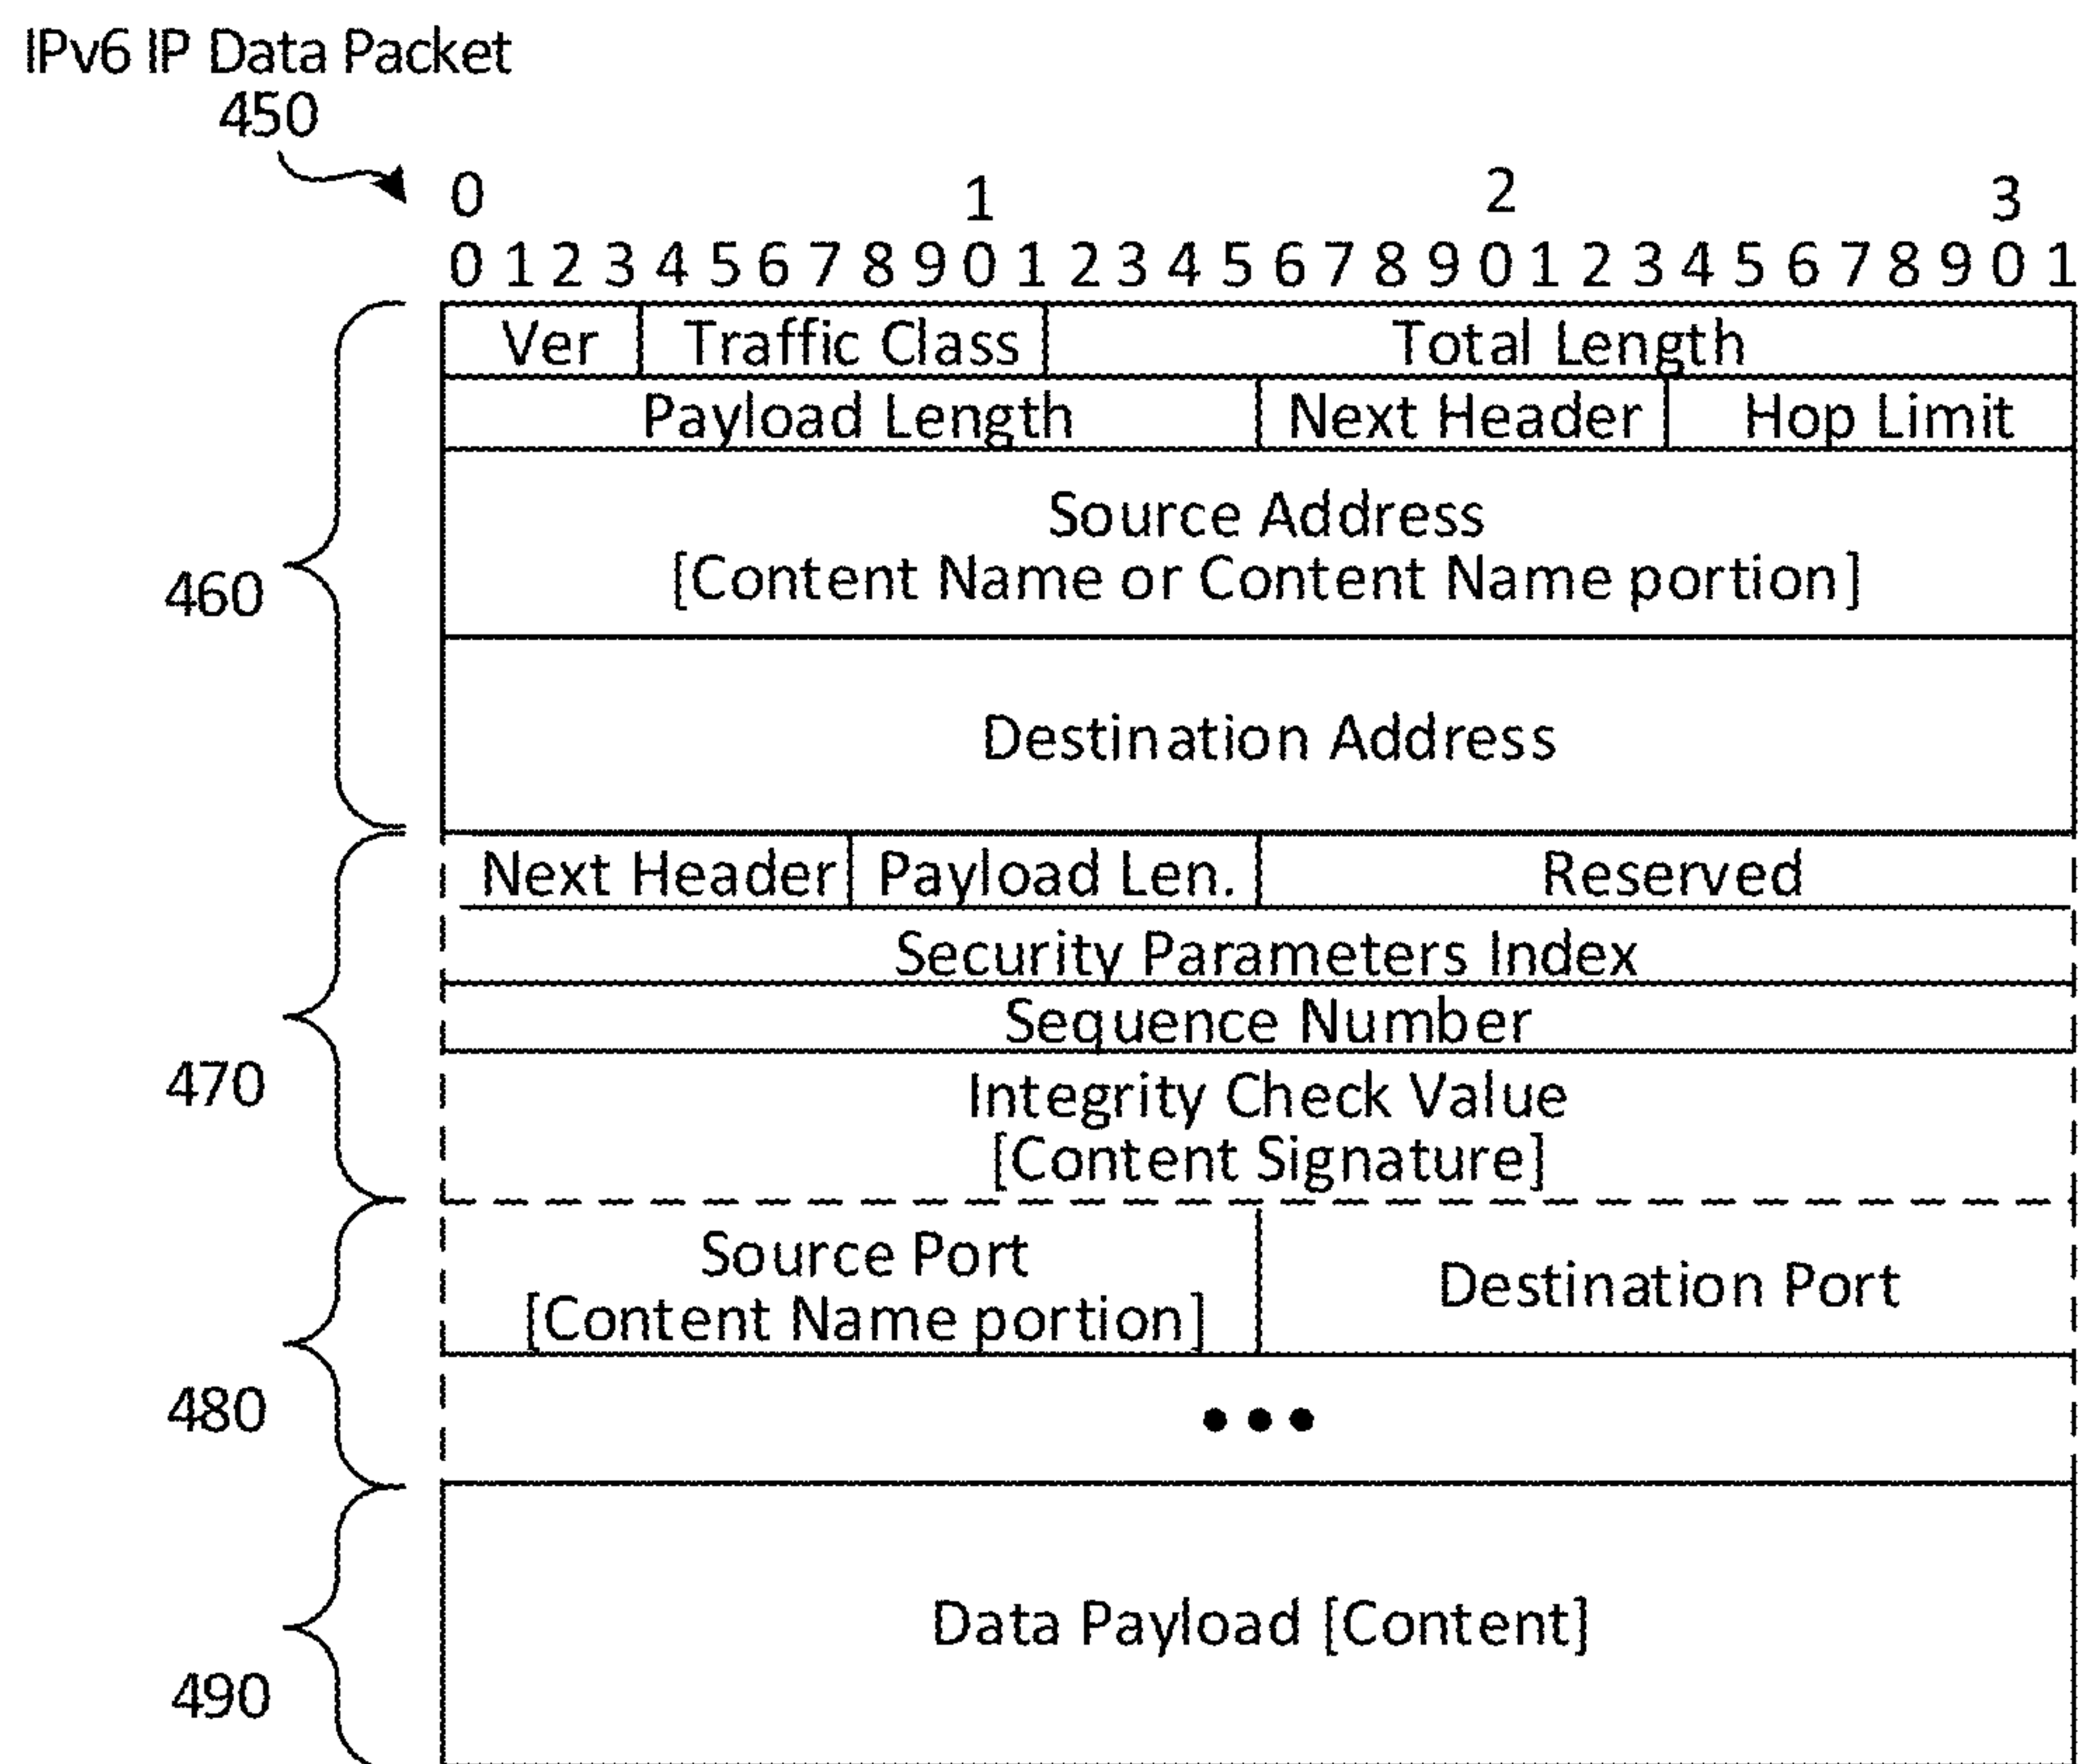 IPv6 IP Data Packet
450
0 1 2 3
0 1 2 3 4 5 6 7 8 9 0 1 2 3 4 5 6 7 8 9 0 1 2 3 4 5 6 7 8 9 0 1
Ver Traffic Class Total Length
Payload Length Next Header Hop Limit
Source Address
[Content Name or Content Name portion]
460
Destination Address
Next Header Payload Len. Reserved
Security Parameters Index
Sequence Number
470
Integrity Check Value
[Content Signature]
Source Port
[Content Name portion]
Destination Port
480
•••
Data Payload [Content]
490